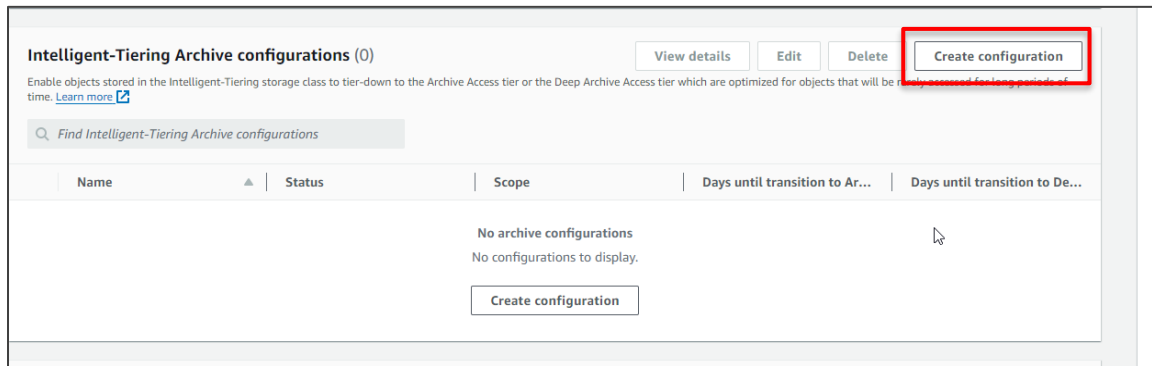 Intelligent-Tiering Archive configurations (0)
View details
Edit
Delete
Create configuration
Enable objects stored in the Intelligent-Tiering storage class to tier-down to the Archive Access tier or the Deep Archive Access tier which are optimized for objects that will be rarely accessed for long periods of
time. Learn more
Find Intelligent-Tiering Archive configurations
Name
Status
Scope
Days until transition to Ar...
Days until transition to De...
No archive configurations
No configurations to display.
Create configuration